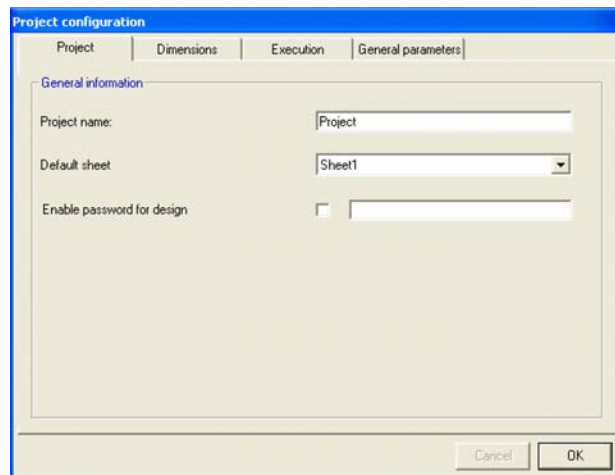 Project configuration
Project Dimensions Execution General parameters
General information
Project name: Project
Default sheet Sheet1
Enable password for design
Cancel OK